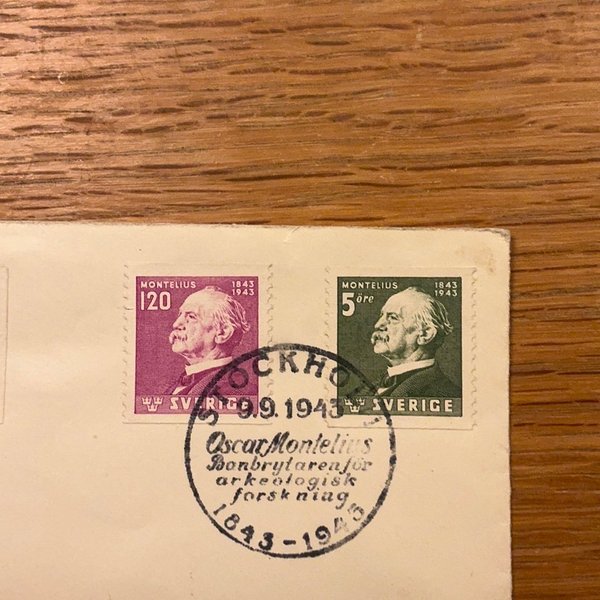 MONTELIUS 1843
1943
120
SVERIGE
MONTELIUS 1843
1943
5 öre
SVERIGE
STOCKHOLM
9.9.1943
Oscar Montelius
Banbrytaren för
arkeologisk
forskning
1843-1943